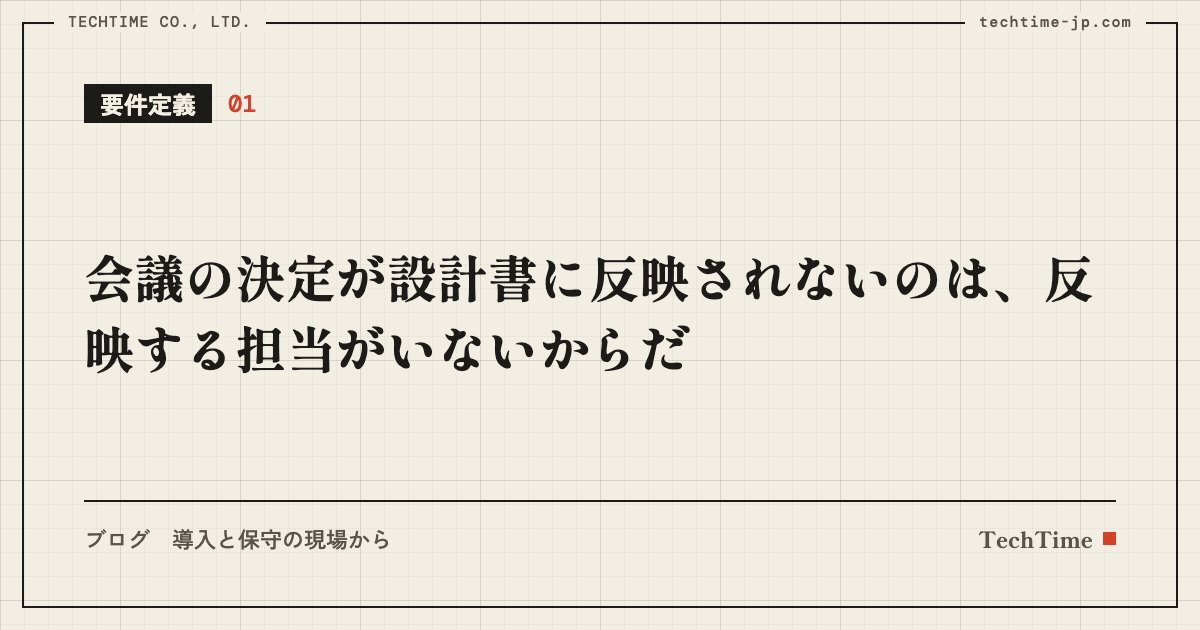 TECHTIME CO., LTD.
techtime-jp.com
要件定義 01
会議の決定が設計書に反映されないのは、反
映する担当がいないからだ
ブログ　導入と保守の現場から
TechTime